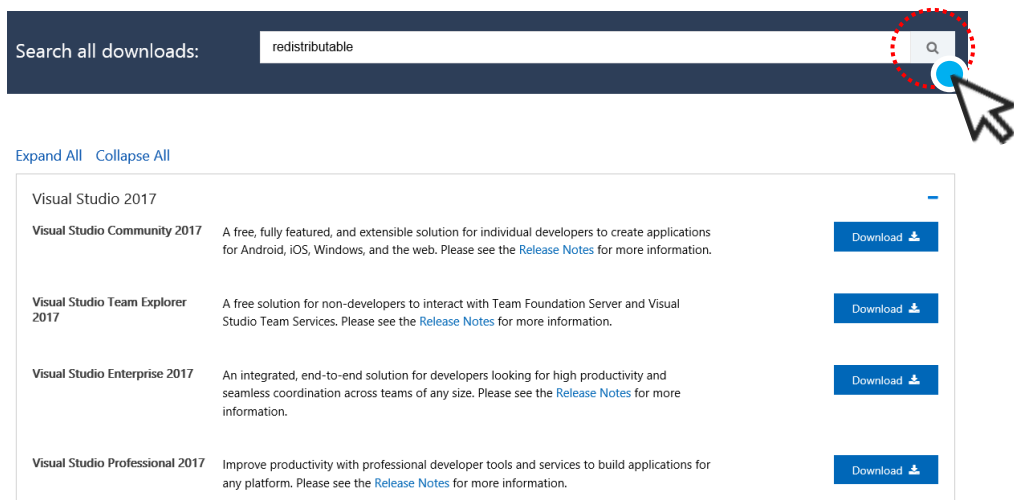 Search all downloads:
redistributable
Expand All Collapse All
Visual Studio 2017
Visual Studio Community 2017
A free, fully featured, and extensible solution for individual developers to create applications
for Android, iOS, Windows, and the web. Please see the Release Notes for more information.
Download
Visual Studio Team Explorer
2017
A free solution for non-developers to interact with Team Foundation Server and Visual
Studio Team Services. Please see the Release Notes for more information.
Download
Visual Studio Enterprise 2017
An integrated, end-to-end solution for developers looking for high productivity and
seamless coordination across teams of any size. Please see the Release Notes for more
information.
Download
Visual Studio Professional 2017
Improve productivity with professional developer tools and services to build applications for
any platform. Please see the Release Notes for more information.
Download